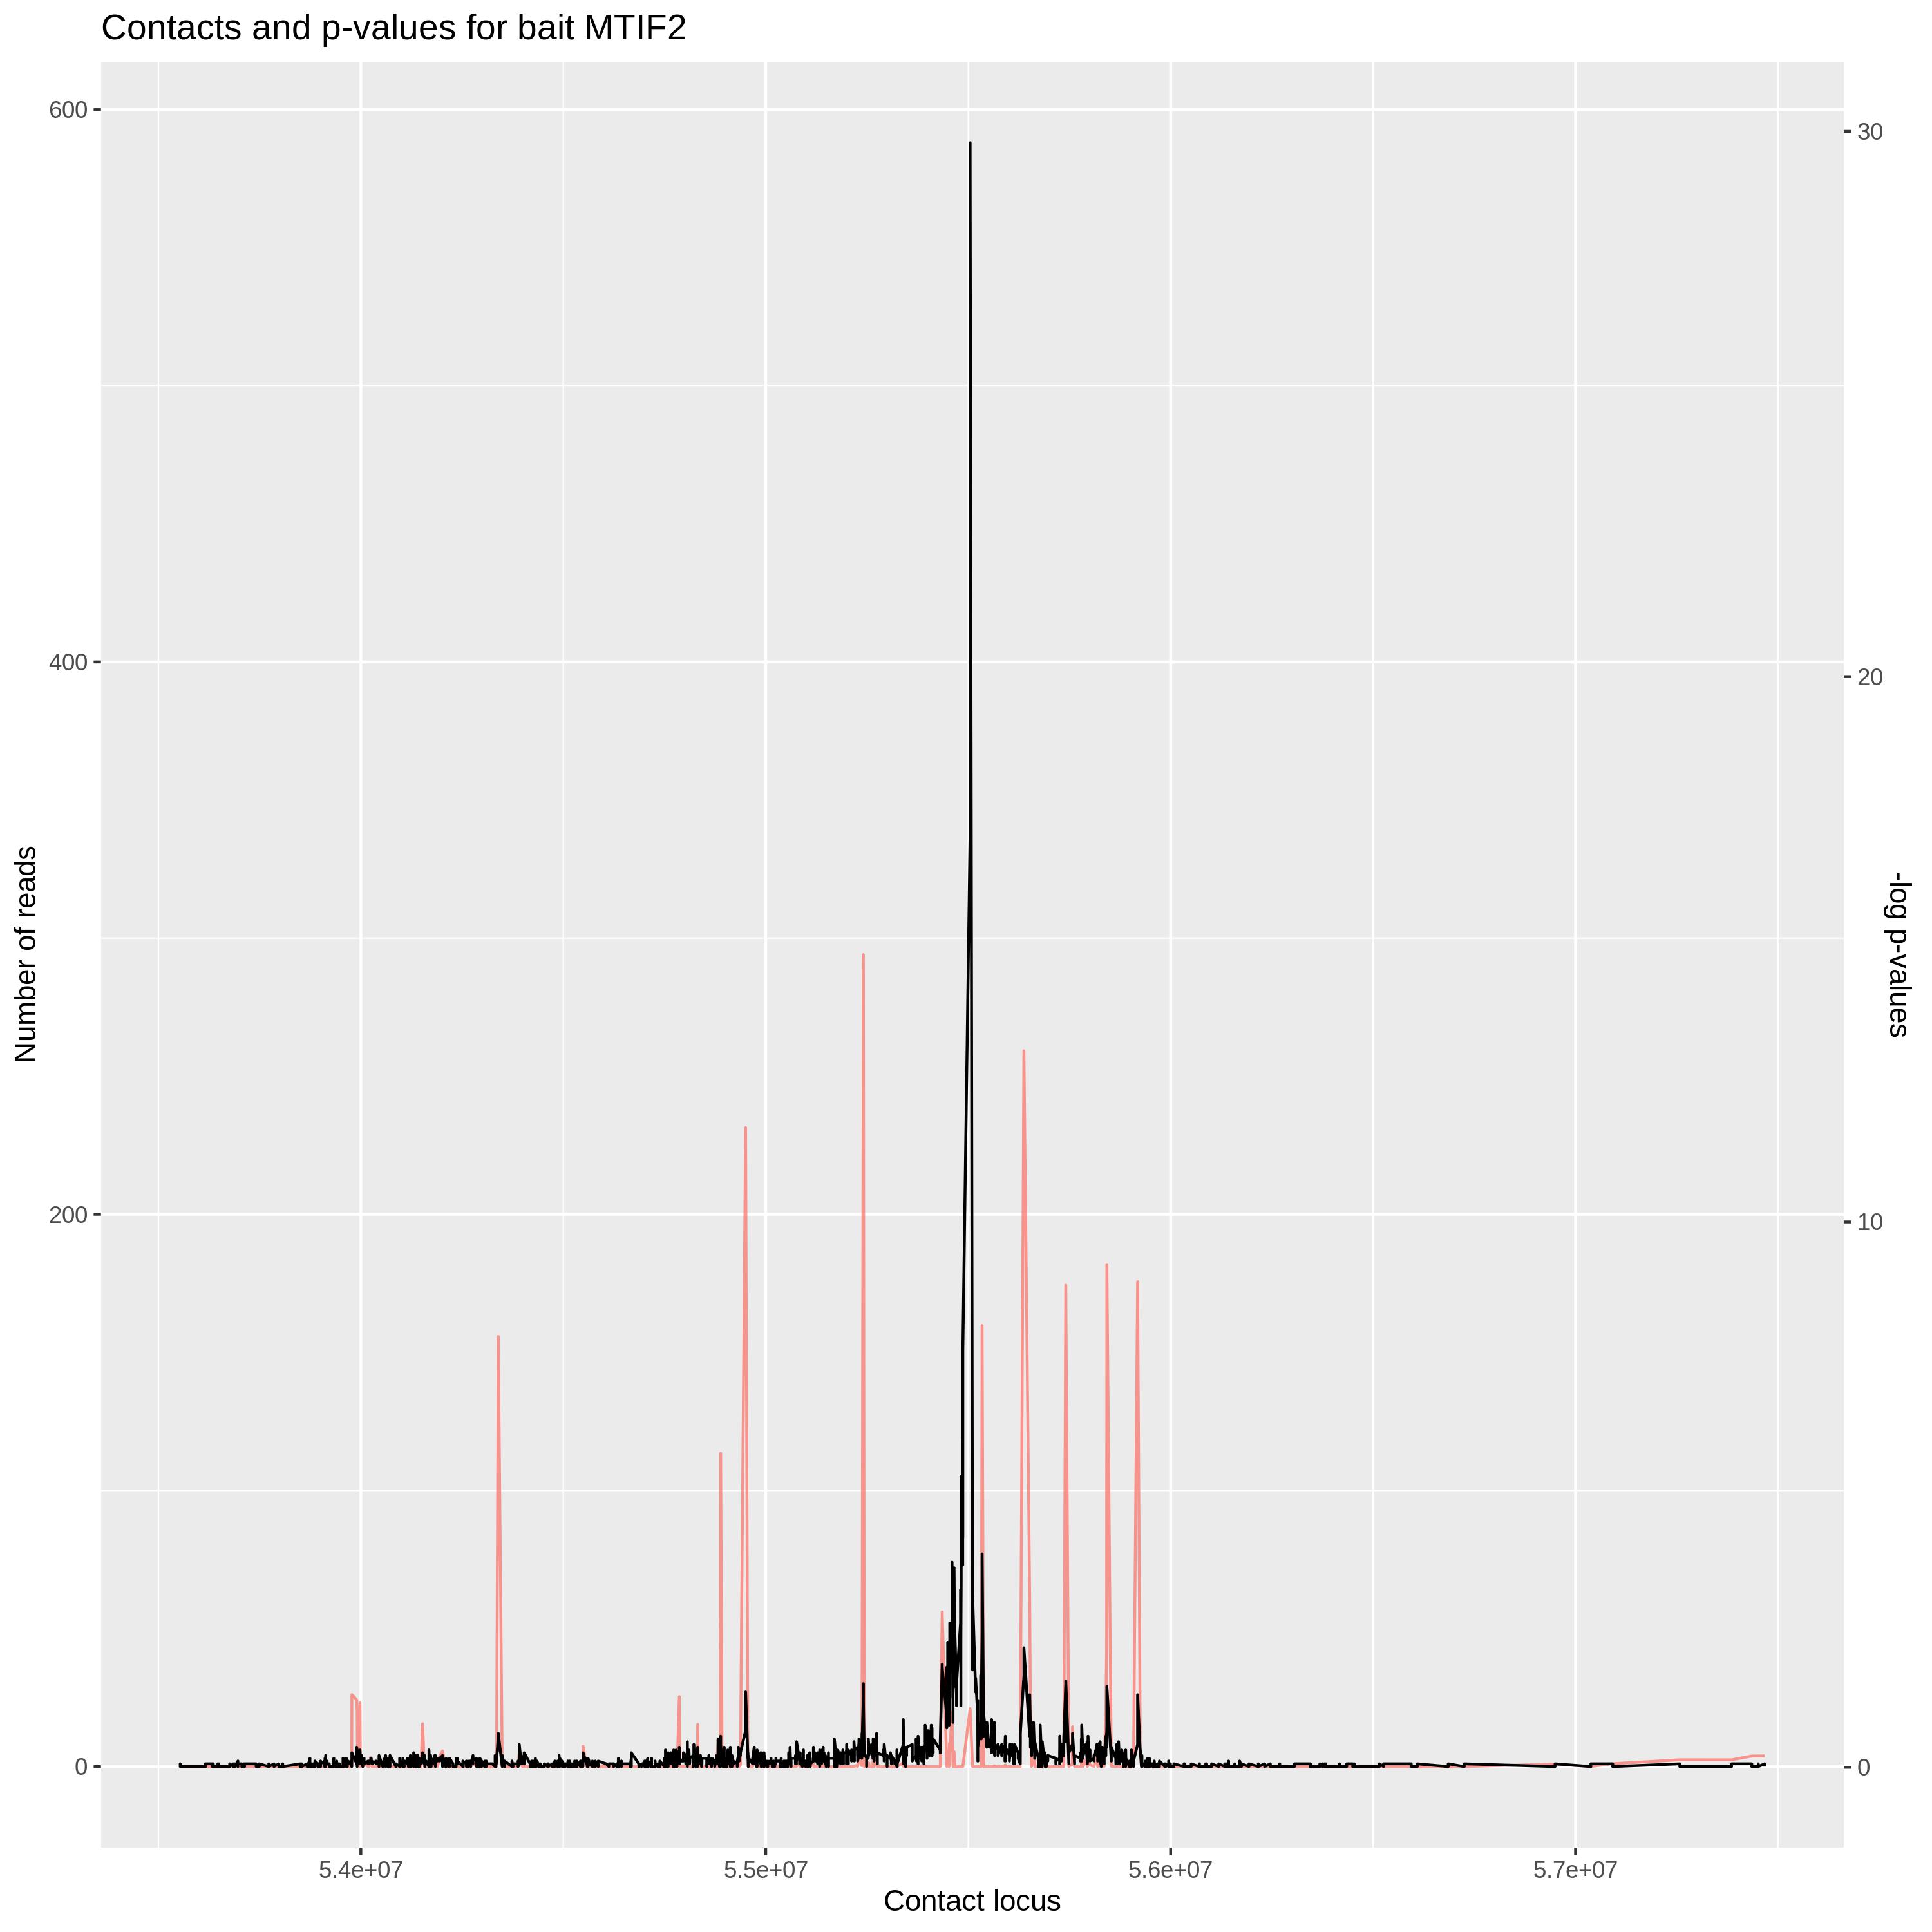 Contacts and p-values for bait MTIF2
600
400
200
0
Number of reads
30
20
10
0
-log p-values
5.4e+07
5.5e+07
5.6e+07
5.7e+07
Contact locus